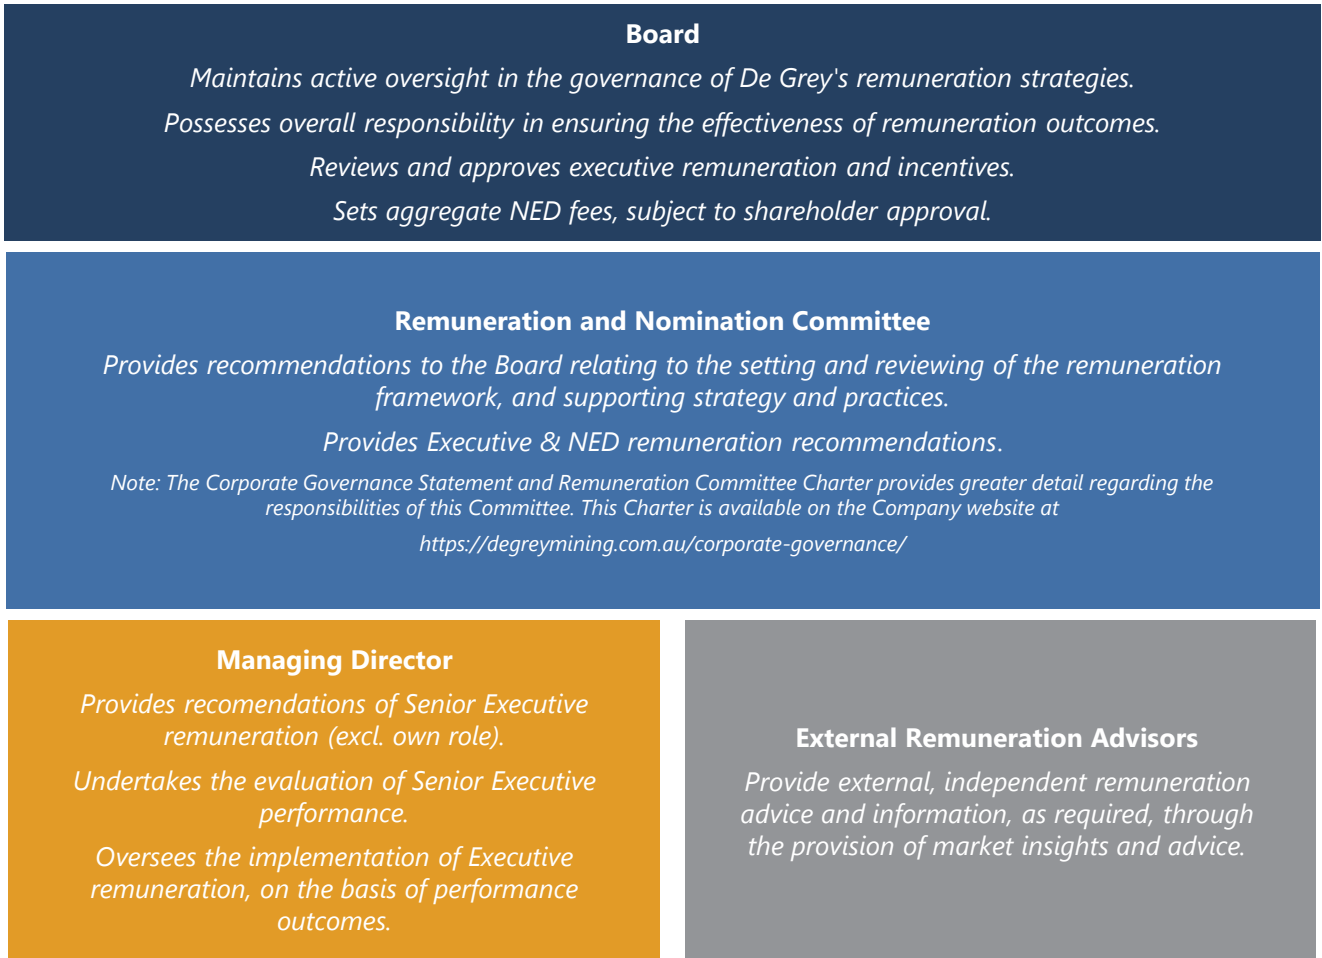 Board
Maintains active oversight in the governance of De Grey's remuneration strategies.
Possesses overall responsibility in ensuring the effectiveness of remuneration outcomes.
Reviews and approves executive remuneration and incentives.
Sets aggregate NED fees, subject to shareholder approval.
Remuneration and Nomination Committee
Provides recommendations to the Board relating to the setting and reviewing of the remuneration
framework, and supporting strategy and practices.
Provides Executive & NED remuneration recommendations.
Note: The Corporate Governance Statement and Remuneration Committee Charter provides greater detail regarding the
responsibilities of this Committee. This Charter is available on the Company website at
https://degreymining.com.au/corporate-governance/
Managing Director
Provides recomendations of Senior Executive
remuneration (excl. own role).
Undertakes the evaluation of Senior Executive
performance.
Oversees the implementation of Executive
remuneration, on the basis of performance
outcomes.
External Remuneration Advisors
Provide external, independent remuneration
advice and information, as required, through
the provision of market insights and advice.